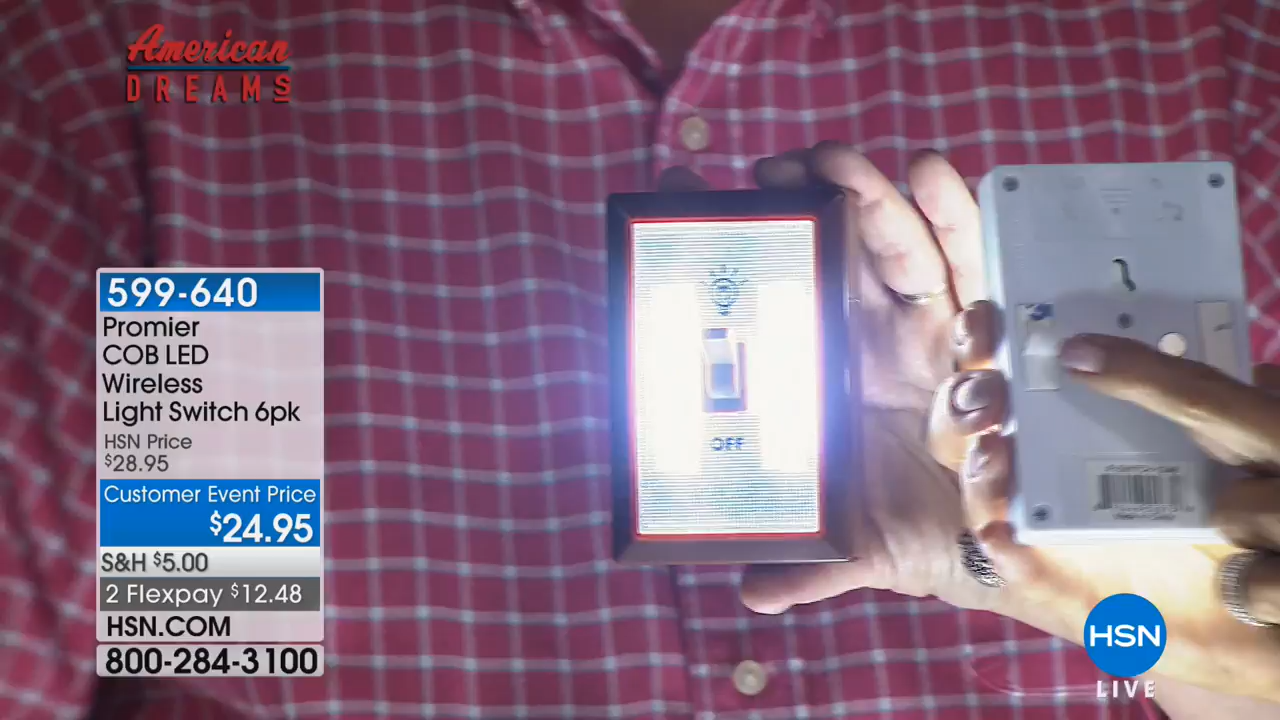 American
DREAMS
599-640
Promier
COB LED
Wireless
Light Switch 6pk
HSN Price
$28.95
Customer Event Price
$24.95
S&H $5.00
2 Flexpay $12.48
HSN.COM
800-284-3100
OFF
HSN
LIVE